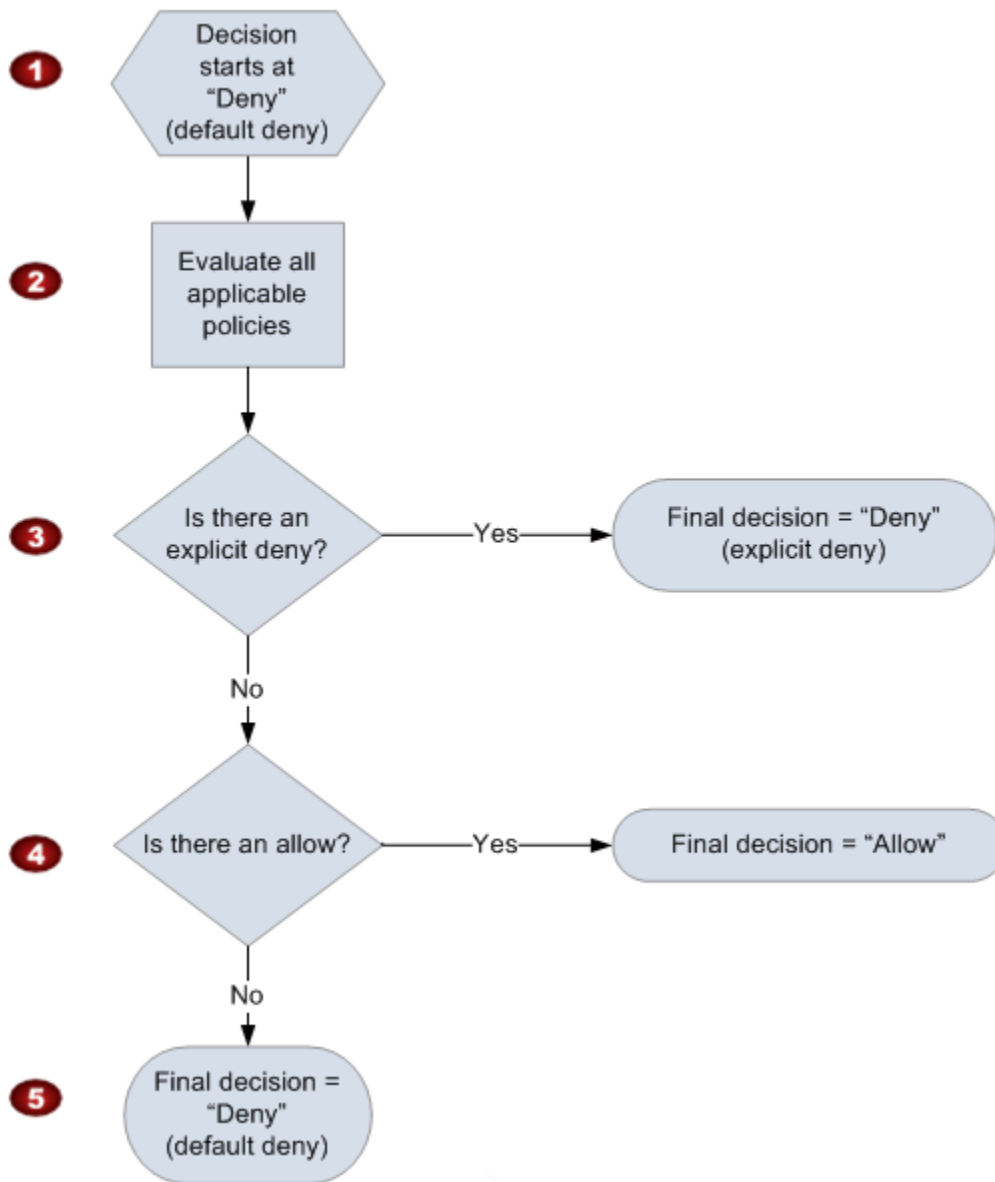 1
Decision
starts at
“Deny”
(default deny)
2
Evaluate all
applicable
policies
3
Is there an
explicit deny?
Yes
Final decision = “Deny”
(explicit deny)
No
4
Is there an allow?
Yes
Final decision = “Allow”
No
5
Final decision =
“Deny”
(default deny)